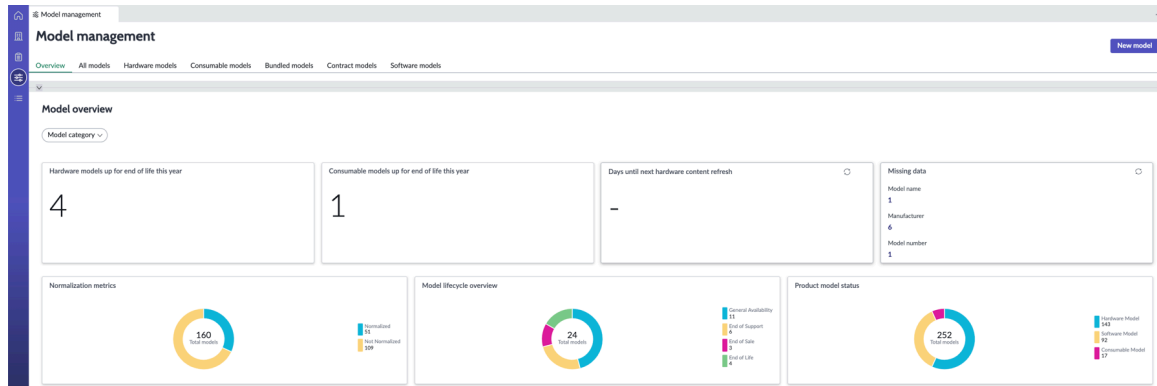 Model management
Model management
New model
Overview All models Hardware models Consumable models Bundled models Contract models Software models
Model overview
Model category
Hardware models up for end of life this year
4
Consumable models up for end of life this year
1
Days until next hardware content refresh
-
Missing data
Model name
1
Manufacturer
6
Model number
1
Normalization metrics
160
Total models
Normalized
51
Not Normalized
109
Model lifecycle overview
24
Total models
General Availability
11
End of Support
6
End of Sale
3
End of Life
4
Product model status
252
Total models
Hardware Model
143
Software Model
92
Consumable Model
17